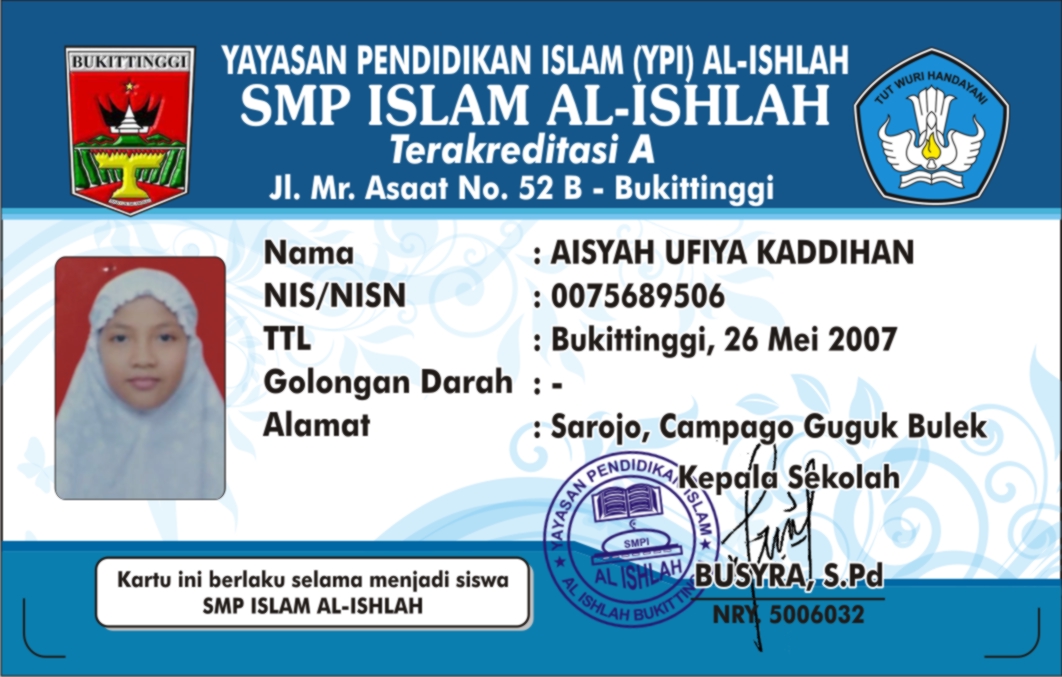 BUKITTINGGI
YAYASAN PENDIDIKAN ISLAM (YPI) AL-ISHLAH
SMP ISLAM AL-ISHLAH
Terakreditasi A
Jl. Mr. Asaat No. 52 B - Bukittinggi
TUT WURI HANDAYANI
Nama : AISYAH UFIYA KADDIHAN
NIS/NISN : 0075689506
TTL : Bukittinggi, 26 Mei 2007
Golongan Darah : -
Alamat : Sarojo, Campago Guguk Bulek
Kepala Sekolah
YAYASAN PENDIDIKAN ISLAM
SMPI
AL ISHLAH
AL ISHLAH
BUSYRA, S.Pd
NRY. 5006032
Kartu ini berlaku selama menjadi siswa
SMP ISLAM AL-ISHLAH